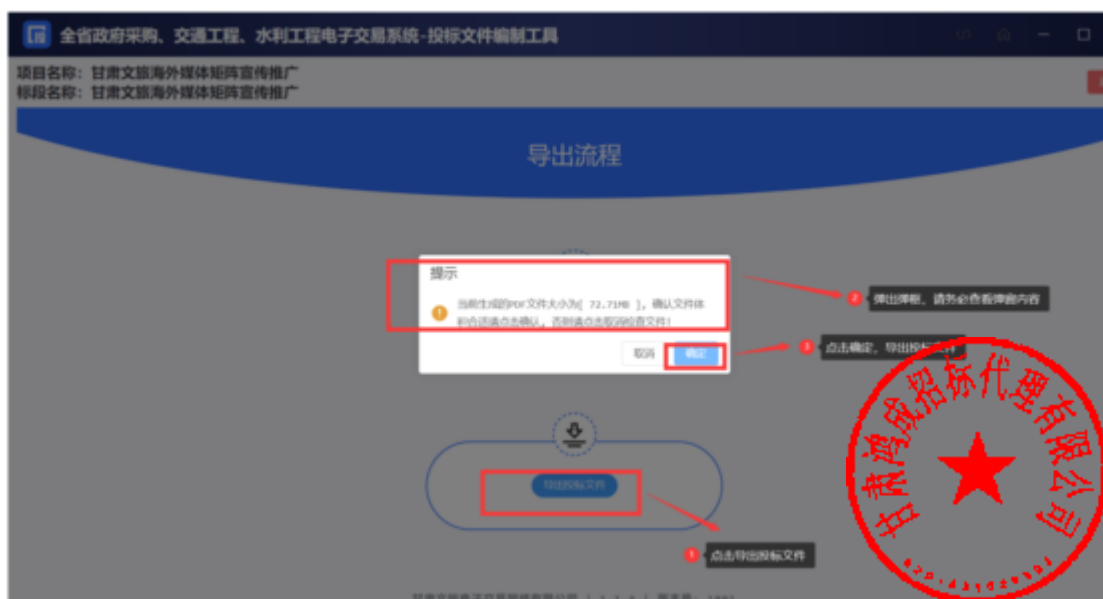 全省政府采购、交通工程、水利工程电子交易系统-投标文件编制工具
项目名称：甘肃文旅海外媒体矩阵宣传推广
标段名称：甘肃文旅海外媒体矩阵宣传推广
导出流程
提示
当前生成的PDF文件大小为[ 72.71MB ]，确认文件体
积合适请点击确认，否则请点击取消检查文件！
取消 确定
2 弹出弹框，请务必查看弹窗内容
3 点击确定，导出投标文件
导出投标文件
1 点击导出投标文件
甘肃鸿成招标代理有限公司